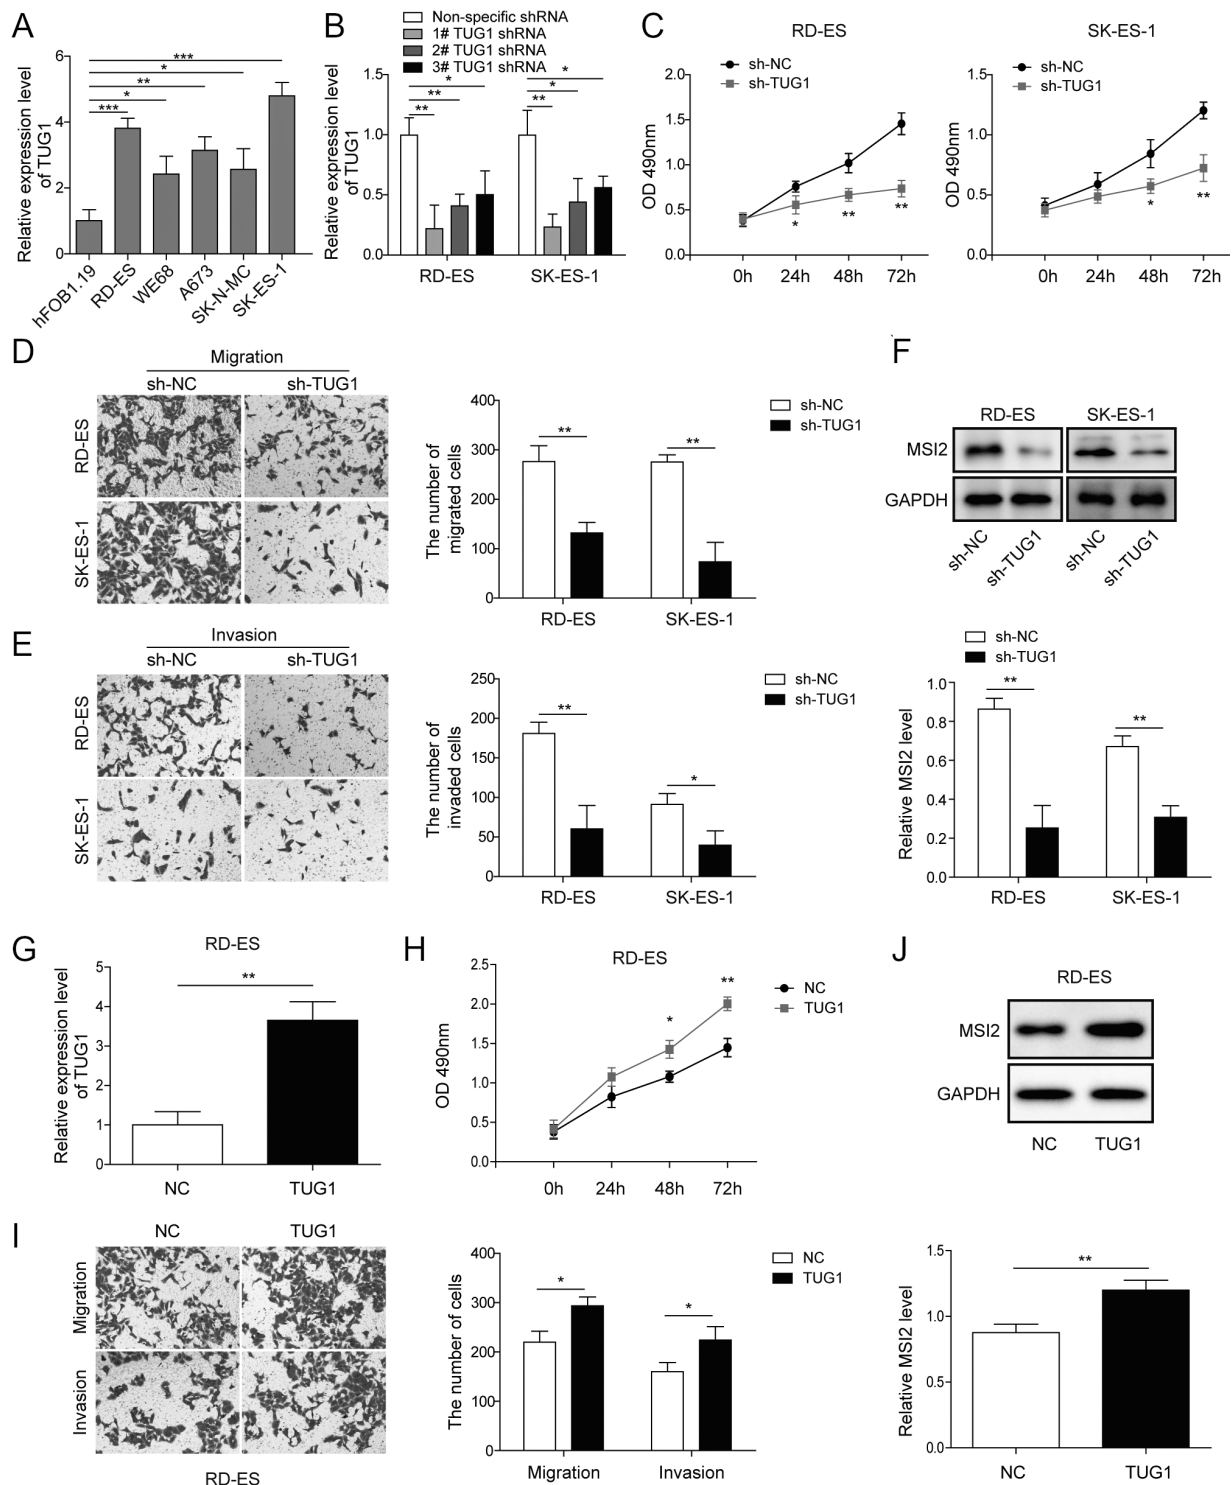 A
Relative expression level
of TUG1
6
4
2
0
***
*
**
*
***
hFOB1.19
RD-ES
WE68
A673
SK-N-MC
SK-ES-1
B
Non-specific shRNA
1# TUG1 shRNA
2# TUG1 shRNA
3# TUG1 shRNA
Relative expression level
of TUG1
1.5
1.0
0.5
0.0
*
**
**
*
*
**
RD-ES
SK-ES-1
C
RD-ES
sh-NC
sh-TUG1
OD 490nm
2.0
1.5
1.0
0.5
0.0
*
**
**
0h
24h
48h
72h
SK-ES-1
sh-NC
sh-TUG1
OD 490nm
1.5
1.0
0.5
0.0
*
**
0h
24h
48h
72h
D
Migration
sh-NC
sh-TUG1
RD-ES
SK-ES-1
The number of
migrated cells
400
300
200
100
0
**
**
RD-ES
SK-ES-1
sh-NC
sh-TUG1
F
RD-ES
SK-ES-1
MSI2
GAPDH
sh-NC
sh-TUG1
sh-NC
sh-TUG1
sh-NC
sh-TUG1
Relative MSI2 level
1.0
0.8
0.6
0.4
0.2
0.0
**
**
RD-ES
SK-ES-1
E
Invasion
sh-NC
sh-TUG1
RD-ES
SK-ES-1
The number of
invaded cells
250
200
150
100
50
0
**
*
RD-ES
SK-ES-1
sh-NC
sh-TUG1
G
RD-ES
Relative expression level
of TUG1
5
4
3
2
1
0
**
NC
TUG1
H
RD-ES
NC
TUG1
OD 490nm
2.5
2.0
1.5
1.0
0.5
0.0
*
**
0h
24h
48h
72h
J
RD-ES
MSI2
GAPDH
NC
TUG1
Relative MSI2 level
1.5
1.0
0.5
0.0
**
NC
TUG1
I
NC
TUG1
Migration
Invasion
RD-ES
The number of cells
400
300
200
100
0
*
*
Migration
Invasion
NC
TUG1